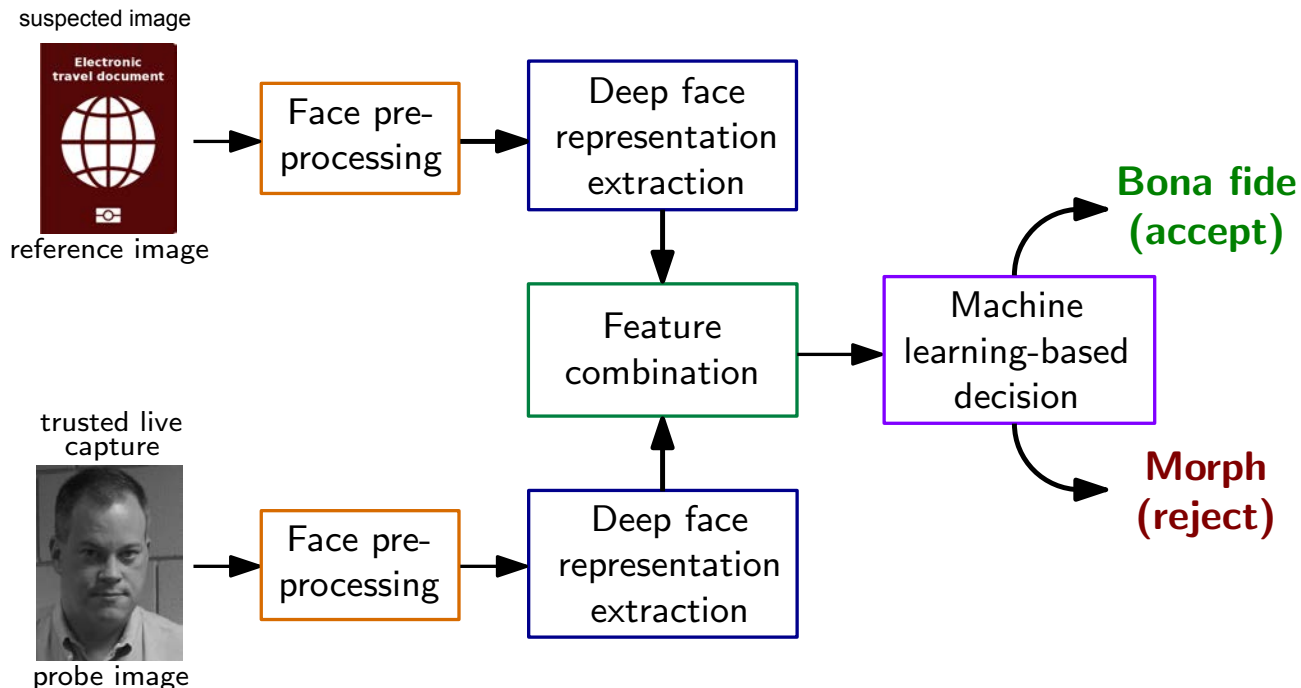 suspected image
Electronic
travel document
reference image
Face pre-
processing
Deep face
representation
extraction
Feature
combination
Machine
learning-based
decision
Bona fide
(accept)
Morph
(reject)
trusted live
capture
probe image
Face pre-
processing
Deep face
representation
extraction